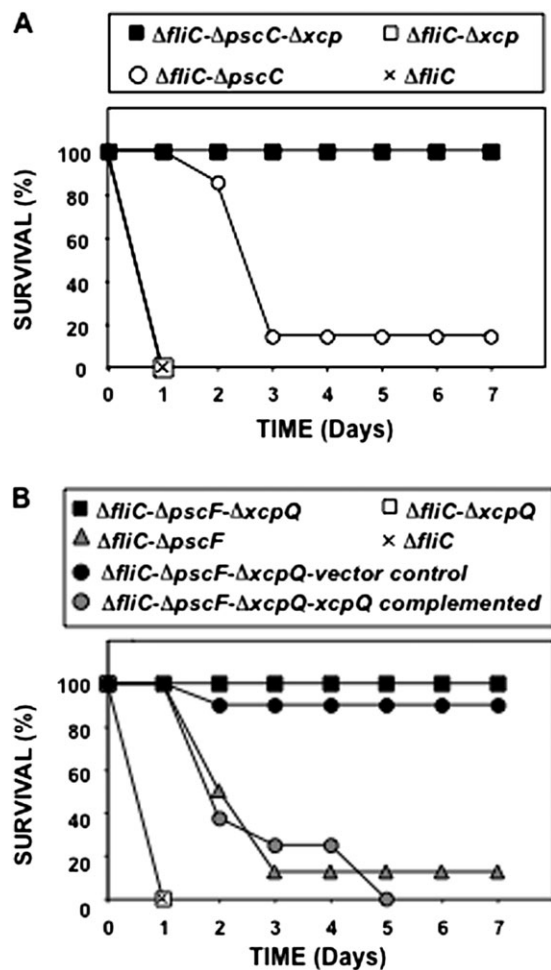 A
ΔfliC-ΔpscC-Δxcp
ΔfliC-Δxcp
ΔfliC-ΔpscC
ΔfliC
SURVIVAL (%)
100
80
60
40
20
0
0 1 2 3 4 5 6 7
TIME (Days)
B
ΔfliC-ΔpscF-ΔxcpQ
ΔfliC-ΔxcpQ
ΔfliC-ΔpscF
ΔfliC
ΔfliC-ΔpscF-ΔxcpQ-vector control
ΔfliC-ΔpscF-ΔxcpQ-xcpQ complemented
SURVIVAL (%)
100
80
60
40
20
0
0 1 2 3 4 5 6 7
TIME (Days)